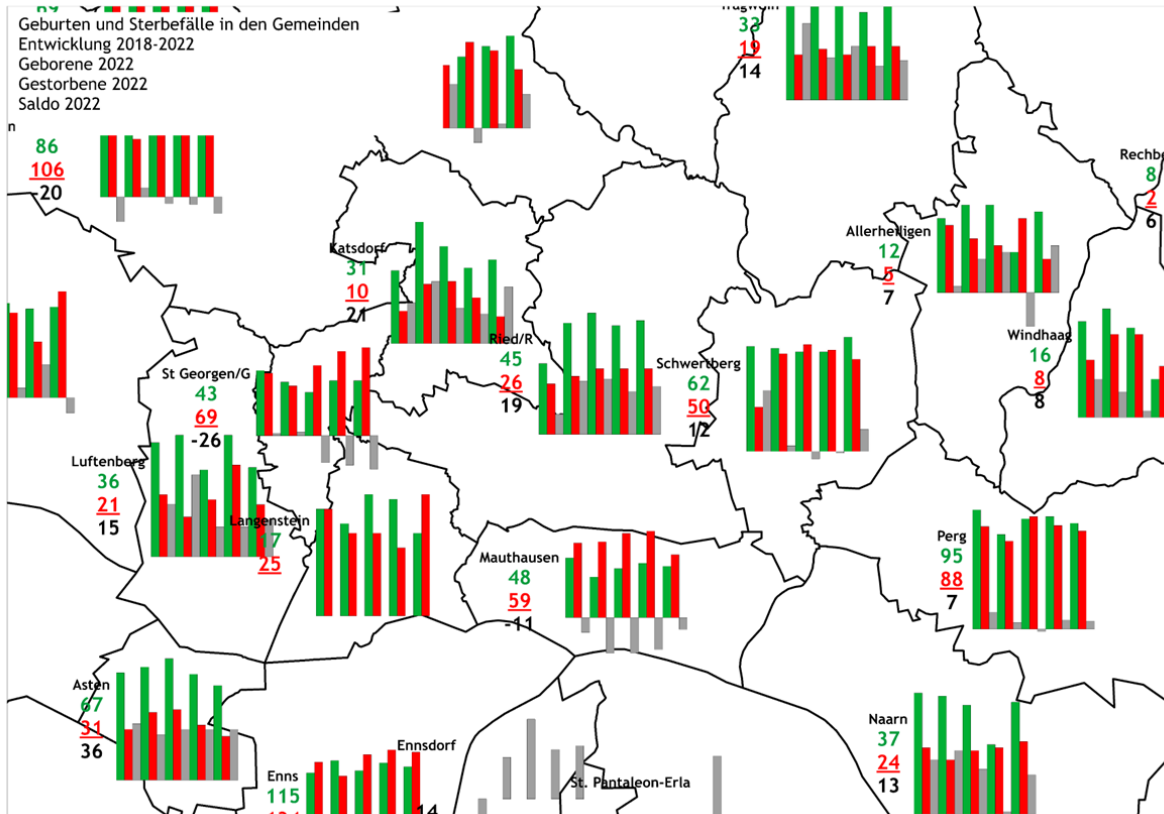 Geburten und Sterbefälle in den Gemeinden
Entwicklung 2018-2022
Geborene 2022
Gestorbene 2022
Saldo 2022
33
19
14
n
86
106
-20
8
2
6
Allerheiligen
12
5
7
Katsdorf
31
10
21
Ried/R
45
26
19
Windhaag
16
8
8
Schwertberg
62
50
12
St Georgen/G
43
69
-26
Luftenberg
36
21
15
Langenstein
25
Mauthausen
48
59
-11
Perg
95
88
7
Asten
67
31
36
Naarn
37
24
13
Ennsdorf
Enns
115
St. Pantaleon-Erla